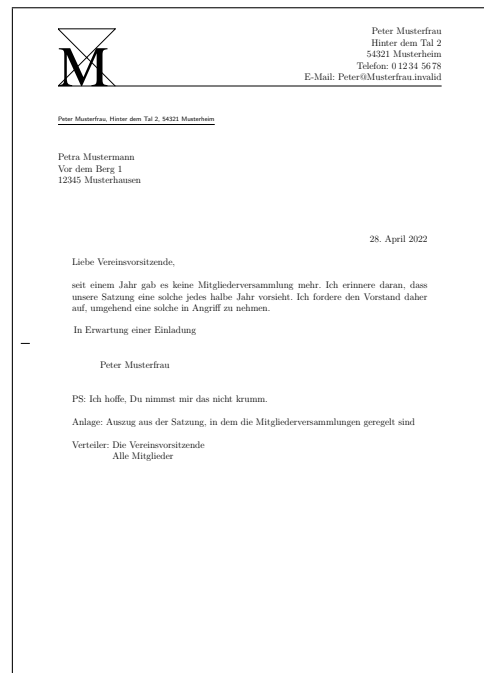 M
Peter Musterfrau
Hinter dem Tal 2
54321 Musterheim
Telefon: 0 12 34 56 78
E-Mail: Peter@Musterfrau.invalid
Peter Musterfrau, Hinter dem Tal 2, 54321 Musterheim
Petra Mustermann
Vor dem Berg 1
12345 Musterhausen
28. April 2022
Liebe Vereinsvorsitzende,
seit einem Jahr gab es keine Mitgliederversammlung mehr. Ich erinnere daran, dass
unsere Satzung eine solche jedes halbe Jahr vorsieht. Ich fordere den Vorstand daher
auf, umgehend eine solche in Angriff zu nehmen.
In Erwartung einer Einladung
Peter Musterfrau
PS: Ich hoffe, Du nimmst mir das nicht krumm.
Anlage: Auszug aus der Satzung, in dem die Mitgliederversammlungen geregelt sind
Verteiler: Die Vereinsvorsitzende
Alle Mitglieder